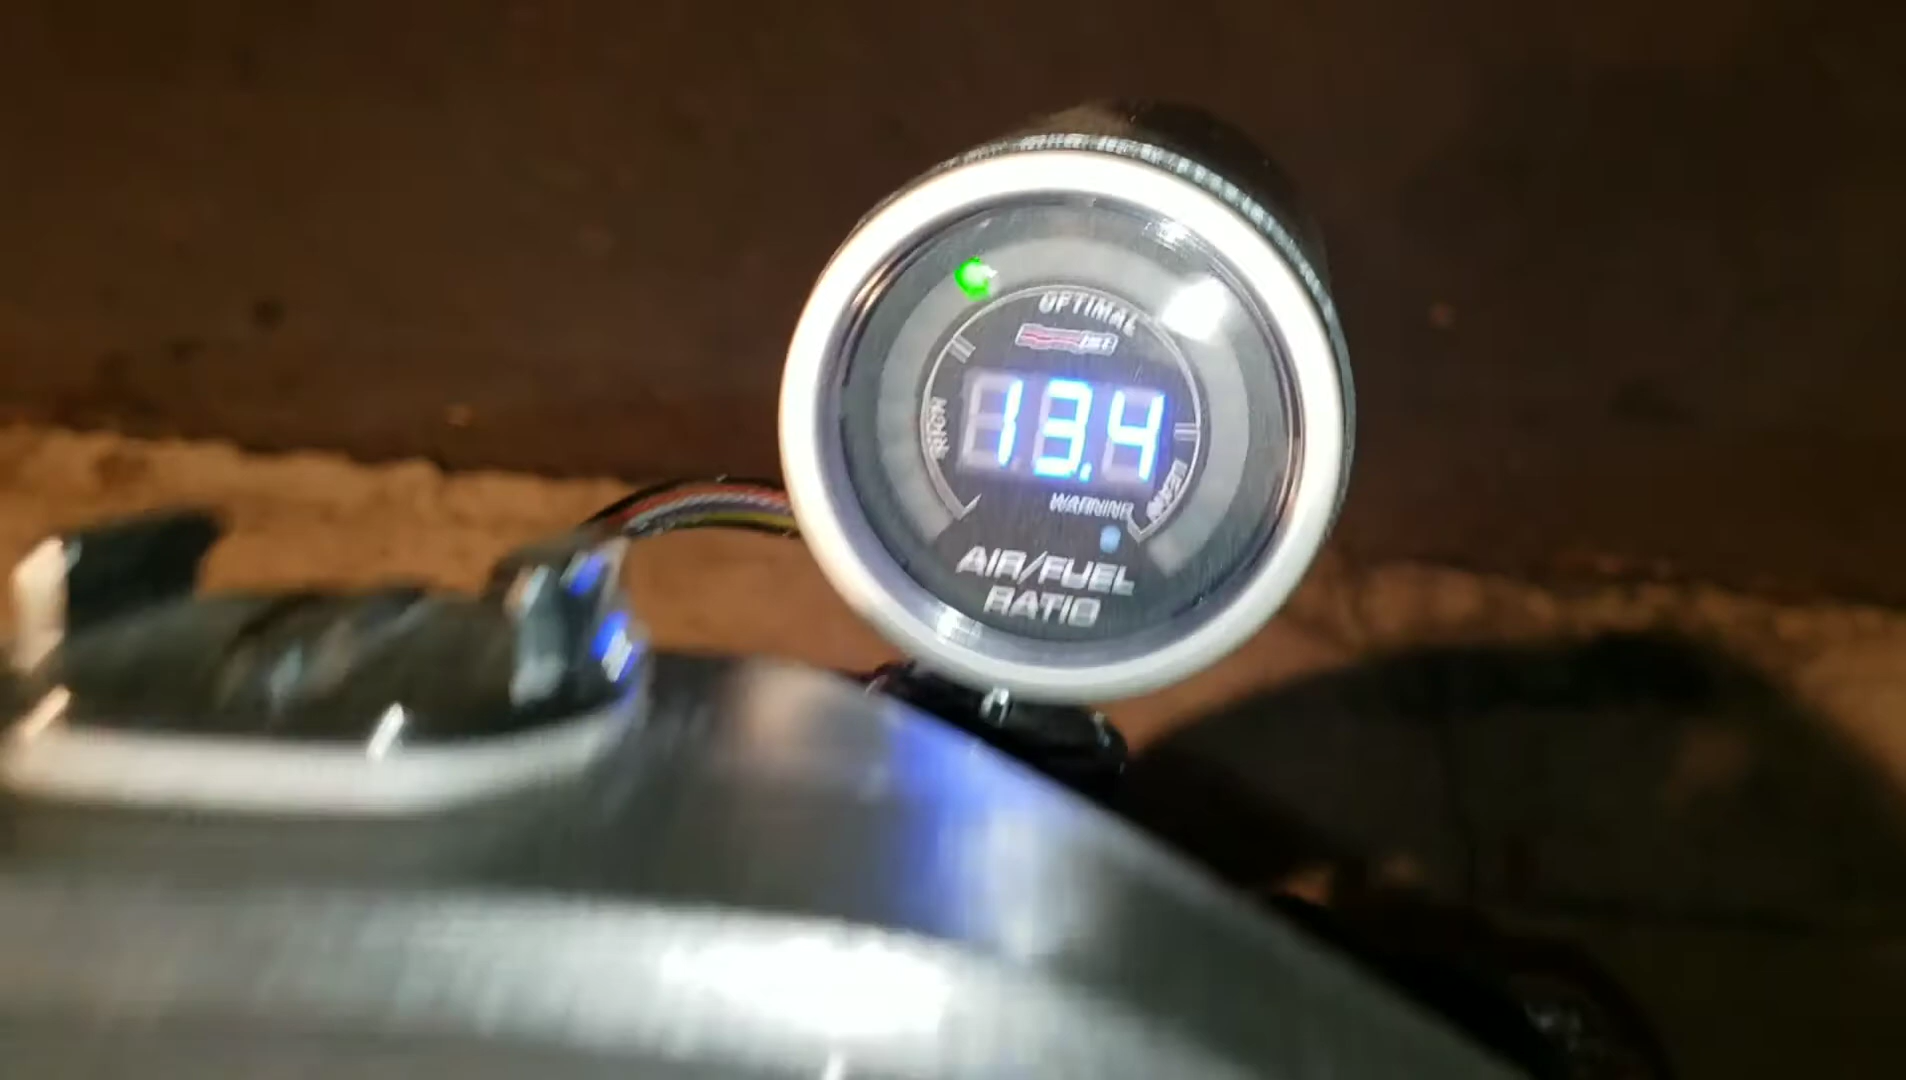 OPTIMAL
RICH
13.4
LEAN
WARNING
AIR/FUEL
RATIO